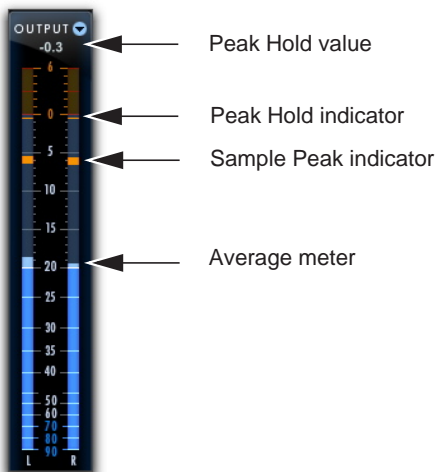 OUTPUT
-0.3
Peak Hold value
6
0
Peak Hold indicator
5
Sample Peak indicator
10
15
20
Average meter
25
30
35
40
50
60
70
80
90
L R